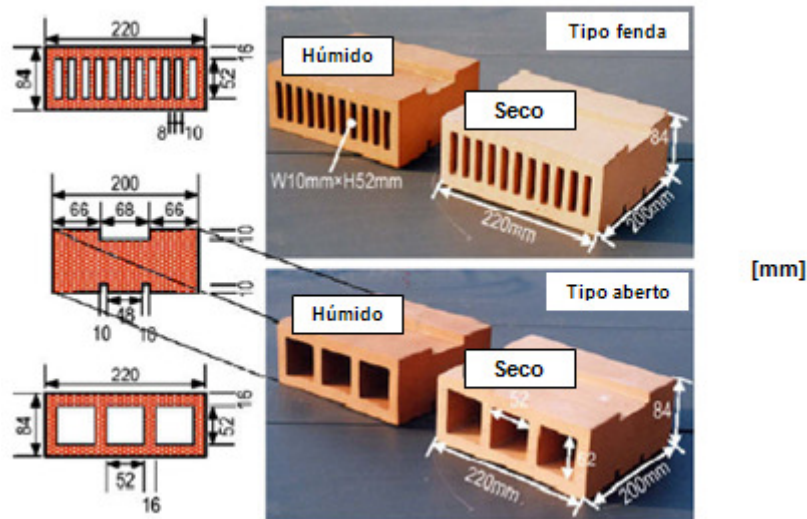 220
16
84
52
8
10
200
66
68
66
10
10
10
48
10
220
16
84
52
52
16
Tipo fenda
Húmido
Seco
84
W10mm×H52mm
220mm
200mm
Tipo aberto
Húmido
Seco
52
84
52
220mm
200mm
[mm]